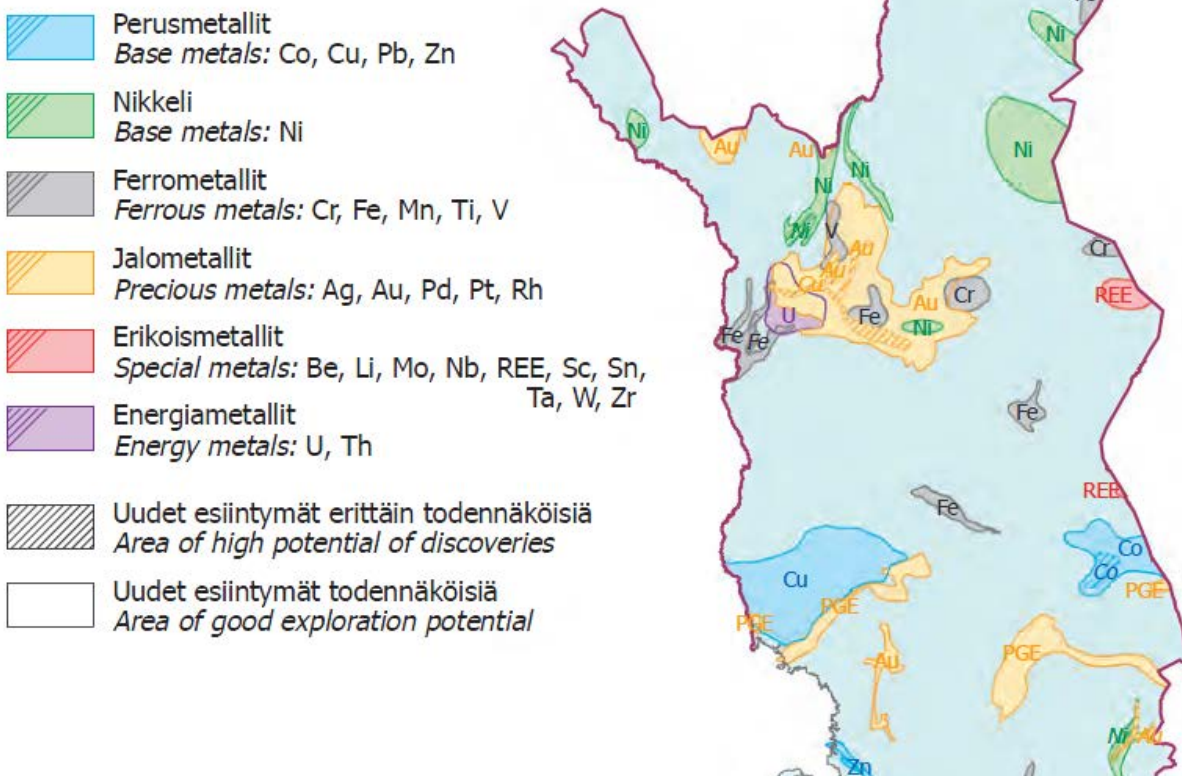 Perusmetallit
Base metals: Co, Cu, Pb, Zn
Nikkeli
Base metals: Ni
Ferrometallit
Ferrous metals: Cr, Fe, Mn, Ti, V
Jalometallit
Precious metals: Ag, Au, Pd, Pt, Rh
Erikoismetallit
Special metals: Be, Li, Mo, Nb, REE, Sc, Sn,
Ta, W, Zr
Energiametallit
Energy metals: U, Th
Uudet esiintymät erittäin todennäköisiä
Area of high potential of discoveries
Uudet esiintymät todennäköisiä
Area of good exploration potential
Ni
Ni
Au
Au
Ni
Ni
Ni
Ni
V
Au
Cr
Au
Cu
REE
Au
Cr
U
Fe
Ni
Fe
Fe
Fe
REE
Fe
Co
Cu
Co
PGE
PGE
PGE
Au
PGE
Ni
Au
Zn